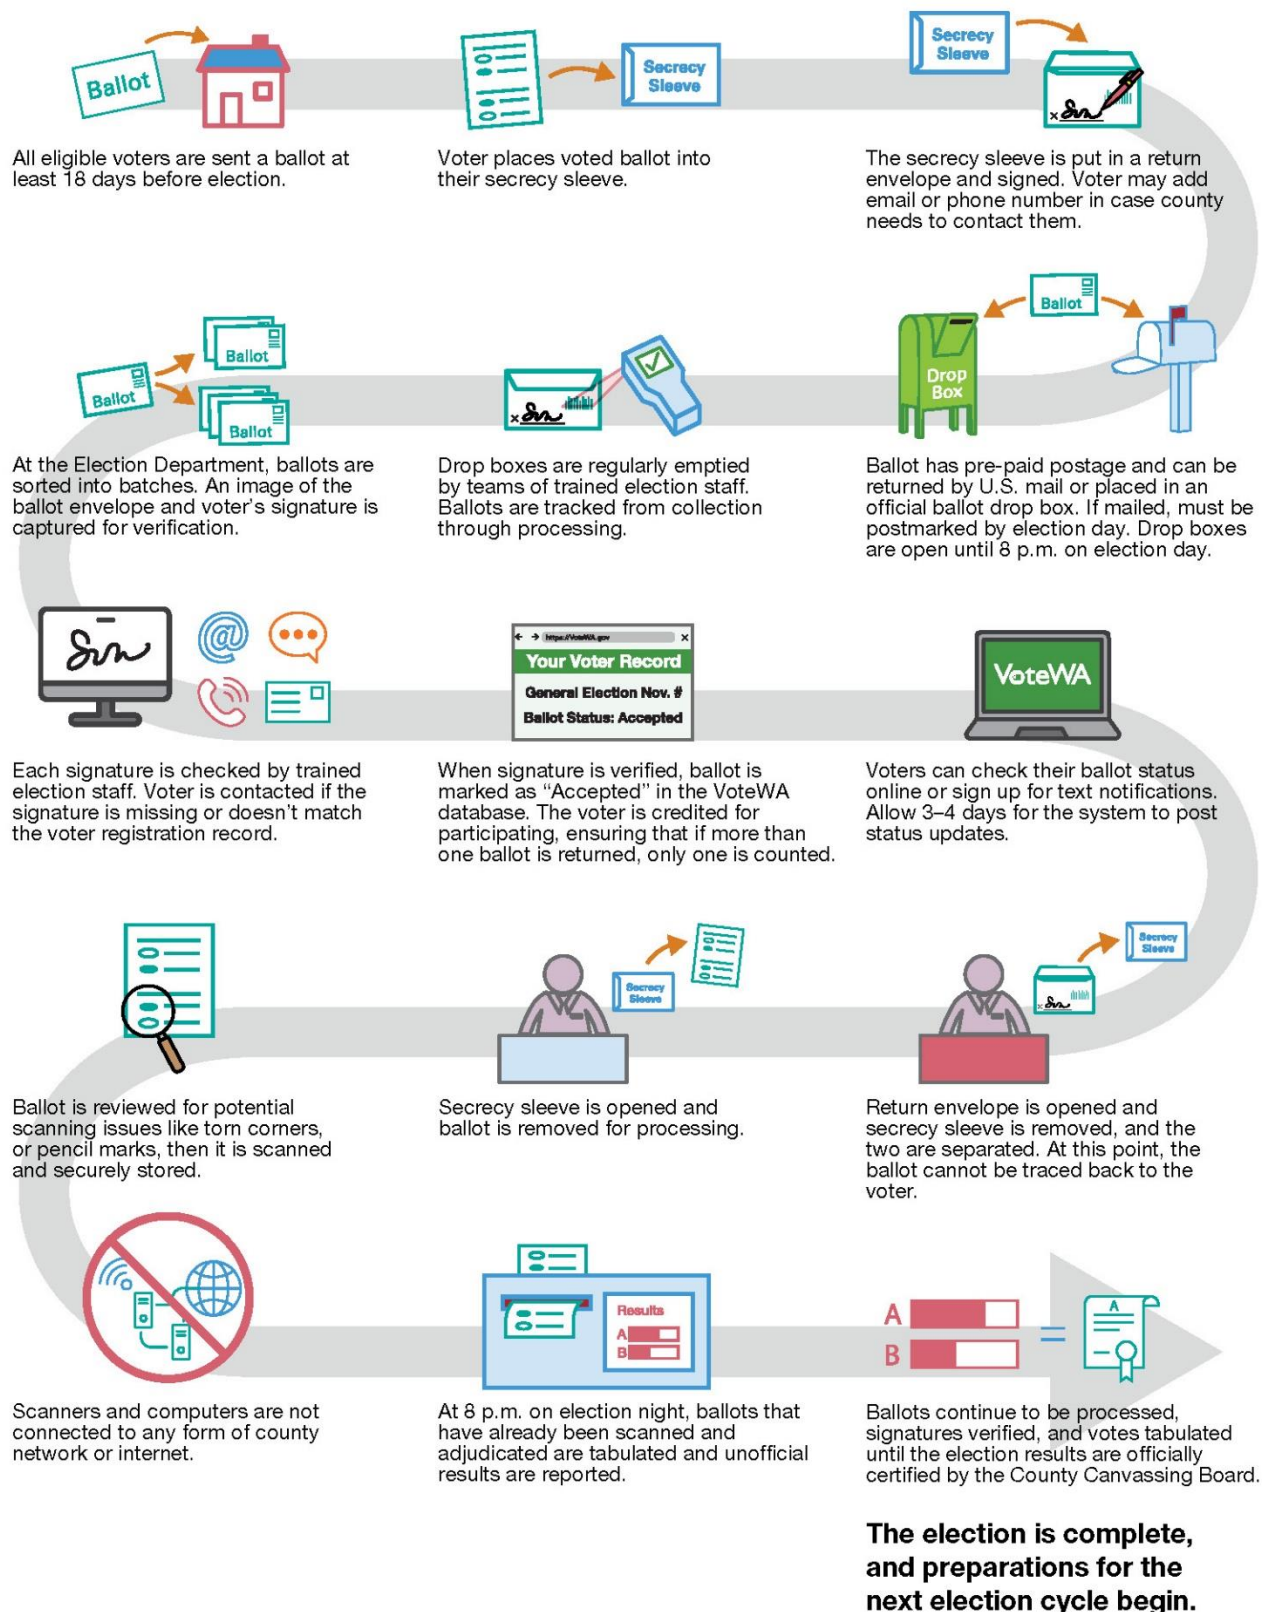 Ballot
All eligible voters are sent a ballot at
least 18 days before election.
Secrecy
Sleeve
Voter places voted ballot into
their secrecy sleeve.
Secrecy
Sleeve
x
The secrecy sleeve is put in a return
envelope and signed. Voter may add
email or phone number in case county
needs to contact them.
Ballot
Drop
Box
Ballot has pre-paid postage and can be
returned by U.S. mail or placed in an
official ballot drop box. If mailed, must be
postmarked by election day. Drop boxes
are open until 8 p.m. on election day.
x
Drop boxes are regularly emptied
by teams of trained election staff.
Ballots are tracked from collection
through processing.
Ballot
Ballot
Ballot
At the Election Department, ballots are
sorted into batches. An image of the
ballot envelope and voter's signature is
captured for verification.
@
Each signature is checked by trained
election staff. Voter is contacted if the
signature is missing or doesn't match
the voter registration record.
https://VoteWA.gov x
Your Voter Record
General Election Nov. #
Ballot Status: Accepted
When signature is verified, ballot is
marked as “Accepted” in the VoteWA
database. The voter is credited for
participating, ensuring that if more than
one ballot is returned, only one is counted.
VoteWA
Voters can check their ballot status
online or sign up for text notifications.
Allow 3–4 days for the system to post
status updates.
Secrecy
Sleeve
x
Return envelope is opened and
secrecy sleeve is removed, and the
two are separated. At this point, the
ballot cannot be traced back to the
voter.
Secrecy
Sleeve
Secrecy sleeve is opened and
ballot is removed for processing.
Ballot is reviewed for potential
scanning issues like torn corners,
or pencil marks, then it is scanned
and securely stored.
Scanners and computers are not
connected to any form of county
network or internet.
Results
A
B
At 8 p.m. on election night, ballots that
have already been scanned and
adjudicated are tabulated and unofficial
results are reported.
A
B
=
A
Ballots continue to be processed,
signatures verified, and votes tabulated
until the election results are officially
certified by the County Canvassing Board.
The election is complete,
and preparations for the
next election cycle begin.